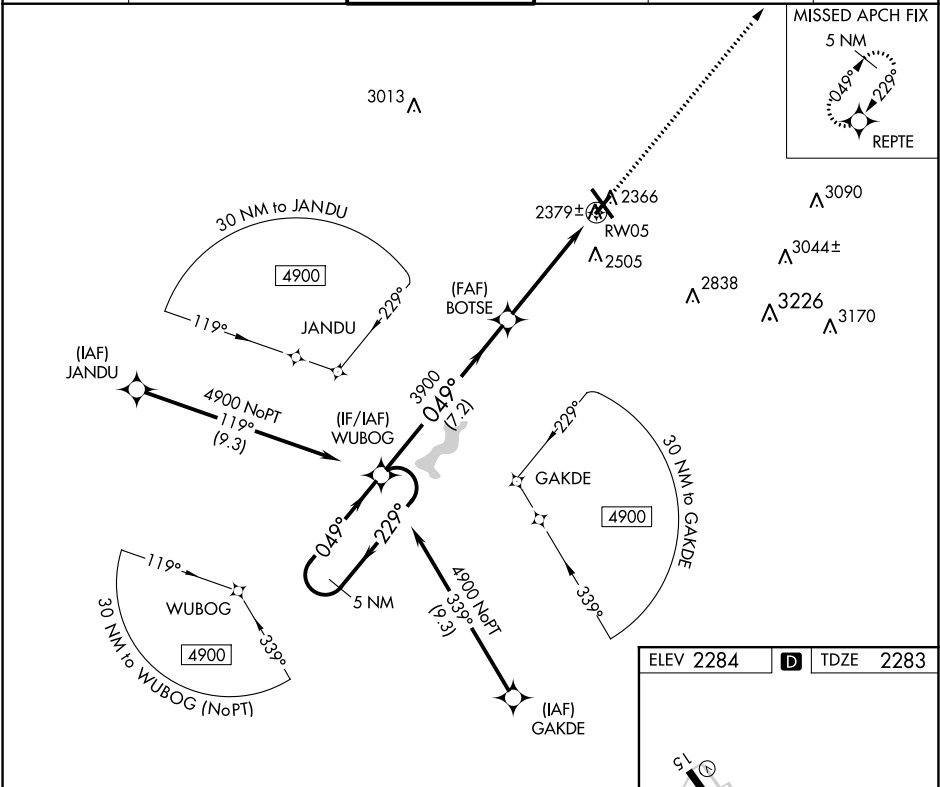 MISSED APCH FIX
5 NM
049°
229°
REPTE
3013
2379±
2366
RW05
2505
3090
3044±
2838
3226
3170
30 NM to JANDU
4900
119°
229°
JANDU
(FAF)
BOTSE
(IAF)
JANDU
4900 NoPT
119°
(9.3)
(IF/IAF)
WUBOG
3900
049°
(7.2)
049°
229°
5 NM
229°
GAKDE
4900
339°
30 NM to GAKDE
119°
WUBOG
339°
4900
30 NM to WUBOG (NoPT)
4900 NoPT
339°
(9.3)
(IAF)
GAKDE
ELEV 2284
D
TDZE 2283
15
V